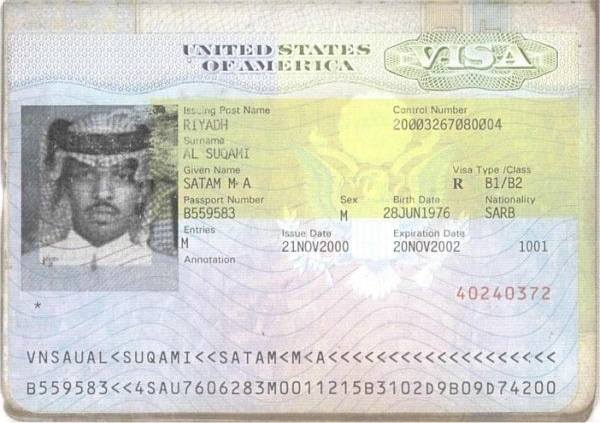 UNITED STATES
OF AMERICA
VISA
Issuing Post Name
RIYADH
Control Number
20003267080004
Surname
AL SUQAMI
Given Name
SATAM M A
Visa Type /Class
R B1/B2
Passport Number
B559583
Sex
M
Birth Date
28JUN1976
Nationality
SARB
Entries
M
Issue Date
21NOV2000
Expiration Date
20NOV2002
1001
Annotation
40240372
*
VNSAUAL<SUQAMI<<SATAM<M<A<<<<<<<<<<<<<<<<<<<
B559583<<4SAU7606283M0011215B3102D9B09D74200